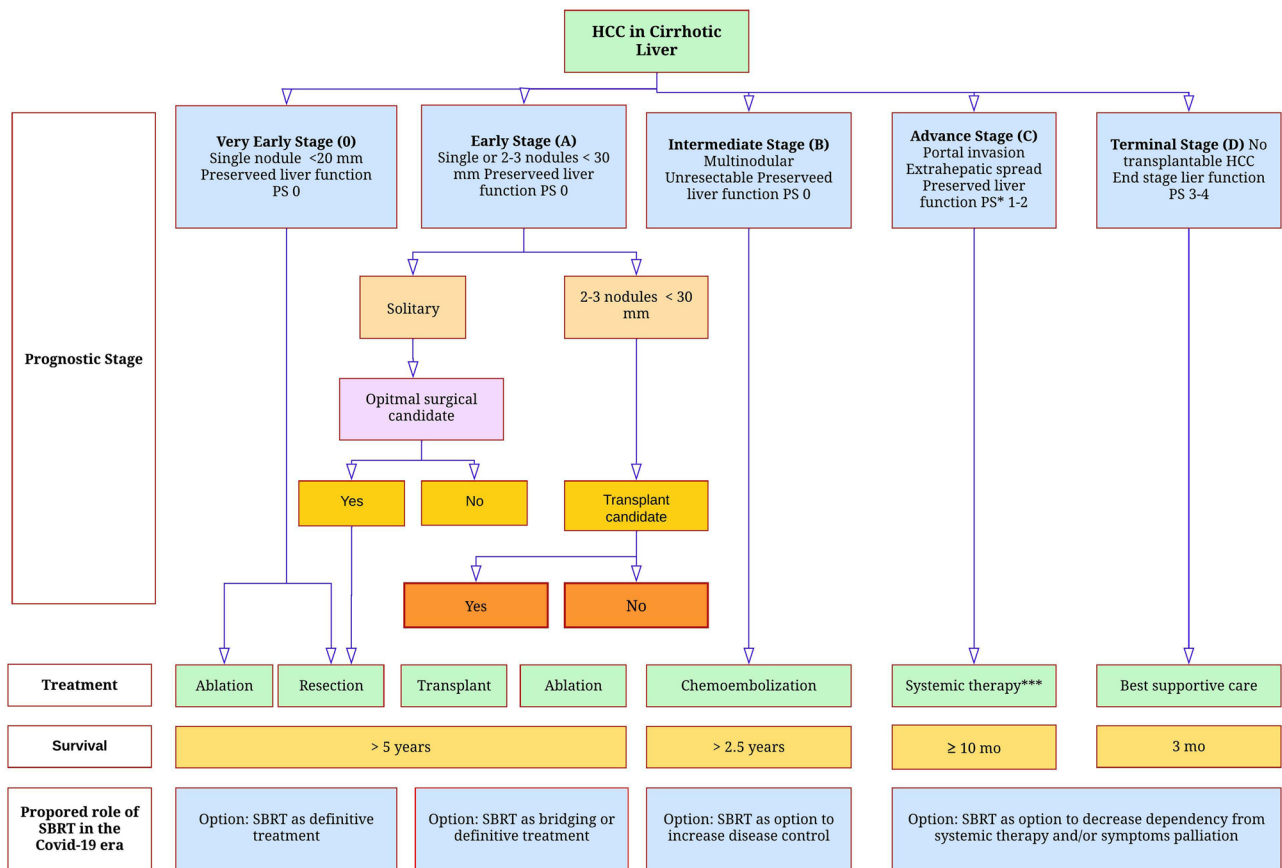 HCC in Cirrhotic
Liver
Very Early Stage (0)
Single nodule <20 mm
Preserveed liver function
PS 0
Early Stage (A)
Single or 2-3 nodules < 30
mm Preserveed liver
function PS 0
Intermediate Stage (B)
Multinodular
Unresectable Preserveed
liver function PS 0
Advance Stage (C)
Portal invasion
Extrahepatic spread
Preserved liver
function PS* 1-2
Terminal Stage (D) No
transplantable HCC
End stage lier function
PS 3-4
Prognostic Stage
Solitary
2-3 nodules < 30
mm
Opitmal surgical
candidate
Yes
No
Transplant
candidate
Yes
No
Treatment
Ablation
Resection
Transplant
Ablation
Chemoembolization
Systemic therapy***
Best supportive care
Survival
> 5 years
> 2.5 years
≥ 10 mo
3 mo
Propored role of
SBRT in the
Covid-19 era
Option: SBRT as definitive
treatment
Option: SBRT as bridging or
definitive treatment
Option: SBRT as option to
increase disease control
Option: SBRT as option to decrease dependency from
systemic therapy and/or symptoms palliation